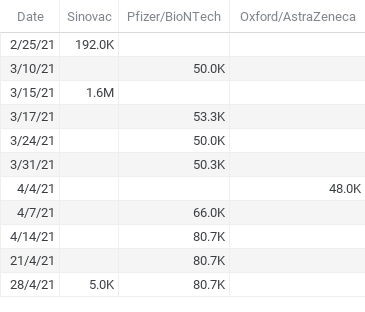 Date Sinovac Pfizer/BioNTech Oxford/AstraZeneca
2/25/21 192.0K
3/10/21 50.0K
3/15/21 1.6M
3/17/21 53.3K
3/24/21 50.0K
3/31/21 50.3K
4/4/21 48.0K
4/7/21 66.0K
4/14/21 80.7K
21/4/21 80.7K
28/4/21 5.0K 80.7K